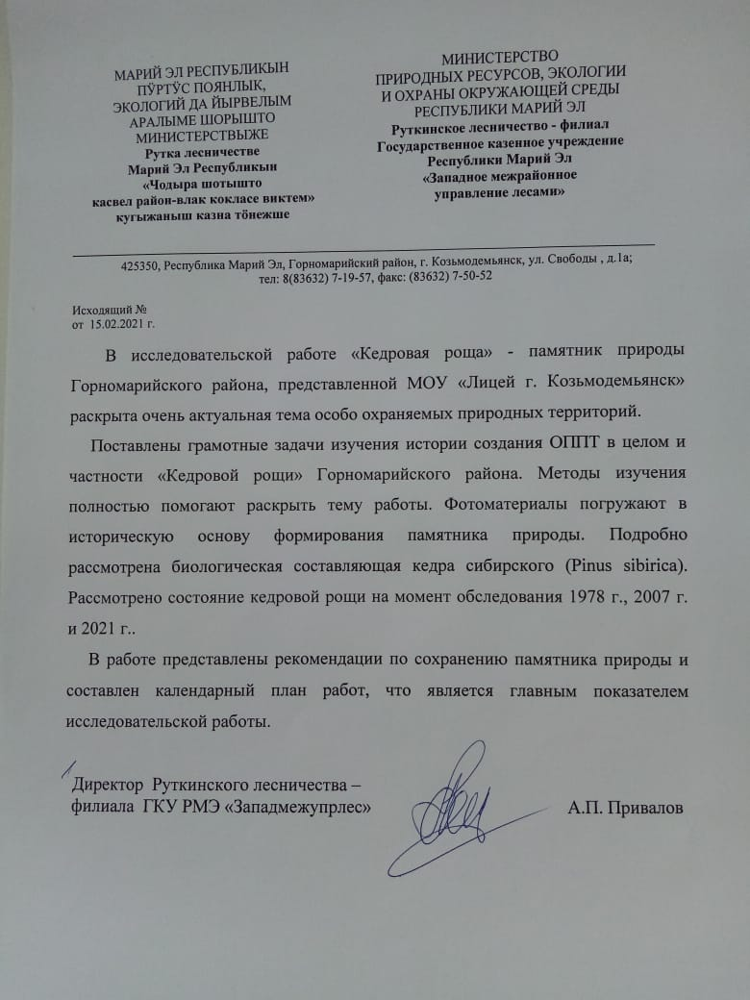 МАРИЙ ЭЛ РЕСПУБЛИКЫН
ПӰРТӰС ПОЯНЛЫК,
ЭКОЛОГИЙ ДА ЙЫРВЕЛЫМ
АРАЛЫМЕ ШОРЫШТО
МИНИСТЕРСТВЫЖЕ
Рутка лесничестве
Марий Эл Республикын
«Чодыра шотышто
касвел район-влак кокласе виктем»
кугыжаныш казна тӧнежше
МИНИСТЕРСТВО
ПРИРОДНЫХ РЕСУРСОВ, ЭКОЛОГИИ
И ОХРАНЫ ОКРУЖАЮЩЕЙ СРЕДЫ
РЕСПУБЛИКИ МАРИЙ ЭЛ
Руткинское лесничество - филиал
Государственное казенное учреждение
Республики Марий Эл
«Западное межрайонное
управление лесами»
425350, Республика Марий Эл, Горномарийский район, г. Козьмодемьянск, ул. Свободы , д.1а;
тел: 8(83632) 7-19-57, факс: (83632) 7-50-52
Исходящий №
от 15.02.2021 г.
В исследовательской работе «Кедровая роща» - памятник природы
Горномарийского района, представленной МОУ «Лицей г. Козьмодемьянск»
раскрыта очень актуальная тема особо охраняемых природных территорий.
Поставлены грамотные задачи изучения истории создания ОППТ в целом и
частности «Кедровой рощи» Горномарийского района. Методы изучения
полностью помогают раскрыть тему работы. Фотоматериалы погружают в
историческую основу формирования памятника природы. Подробно
рассмотрена биологическая составляющая кедра сибирского (Pinus sibirica).
Рассмотрено состояние кедровой рощи на момент обследования 1978 г., 2007 г.
и 2021 г..
В работе представлены рекомендации по сохранению памятника природы и
составлен календарный план работ, что является главным показателем
исследовательской работы.
Директор Руткинского лесничества –
филиала ГКУ РМЭ «Западмежупрлес»
А.П. Привалов